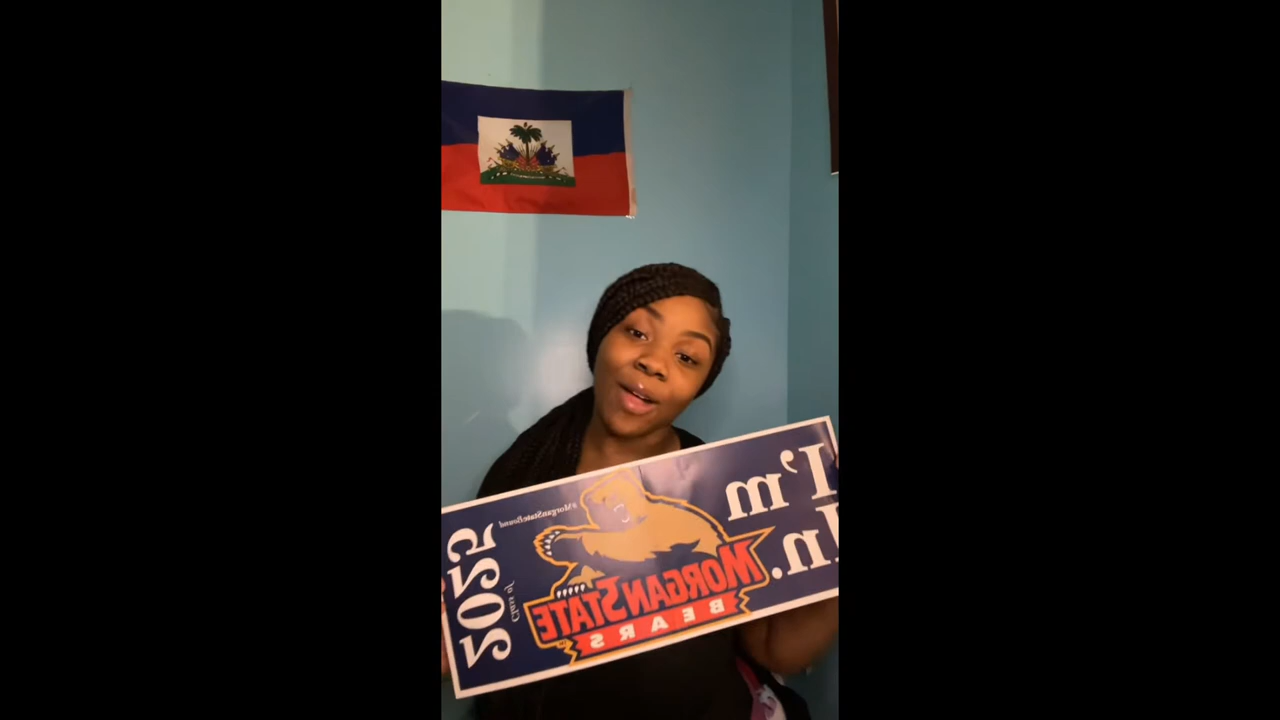 I'm
In.
#MorganStateBound
MORGAN STATE
BEARS
Class of
2025